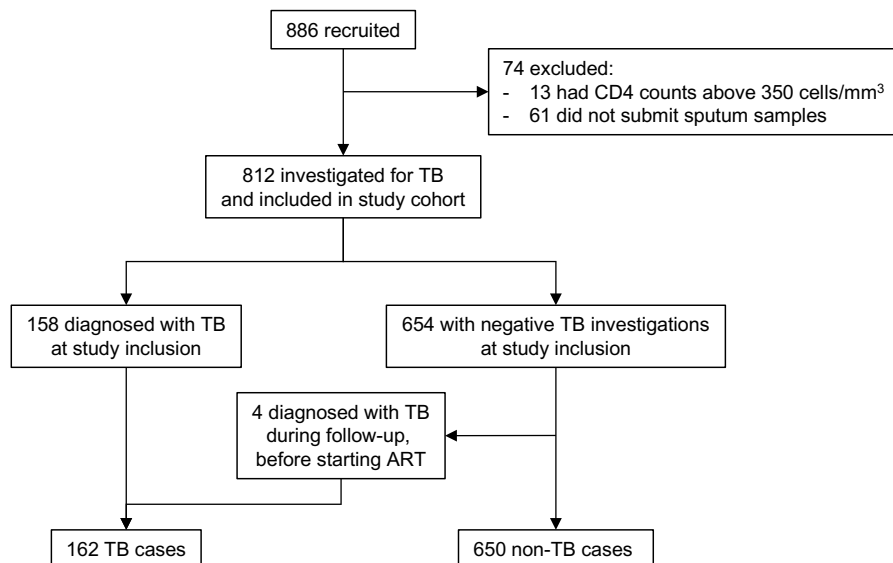 886 recruited
74 excluded:
- 13 had CD4 counts above 350 cells/mm³
- 61 did not submit sputum samples
812 investigated for TB
and included in study cohort
158 diagnosed with TB
at study inclusion
654 with negative TB investigations
at study inclusion
4 diagnosed with TB
during follow-up,
before starting ART
162 TB cases
650 non-TB cases